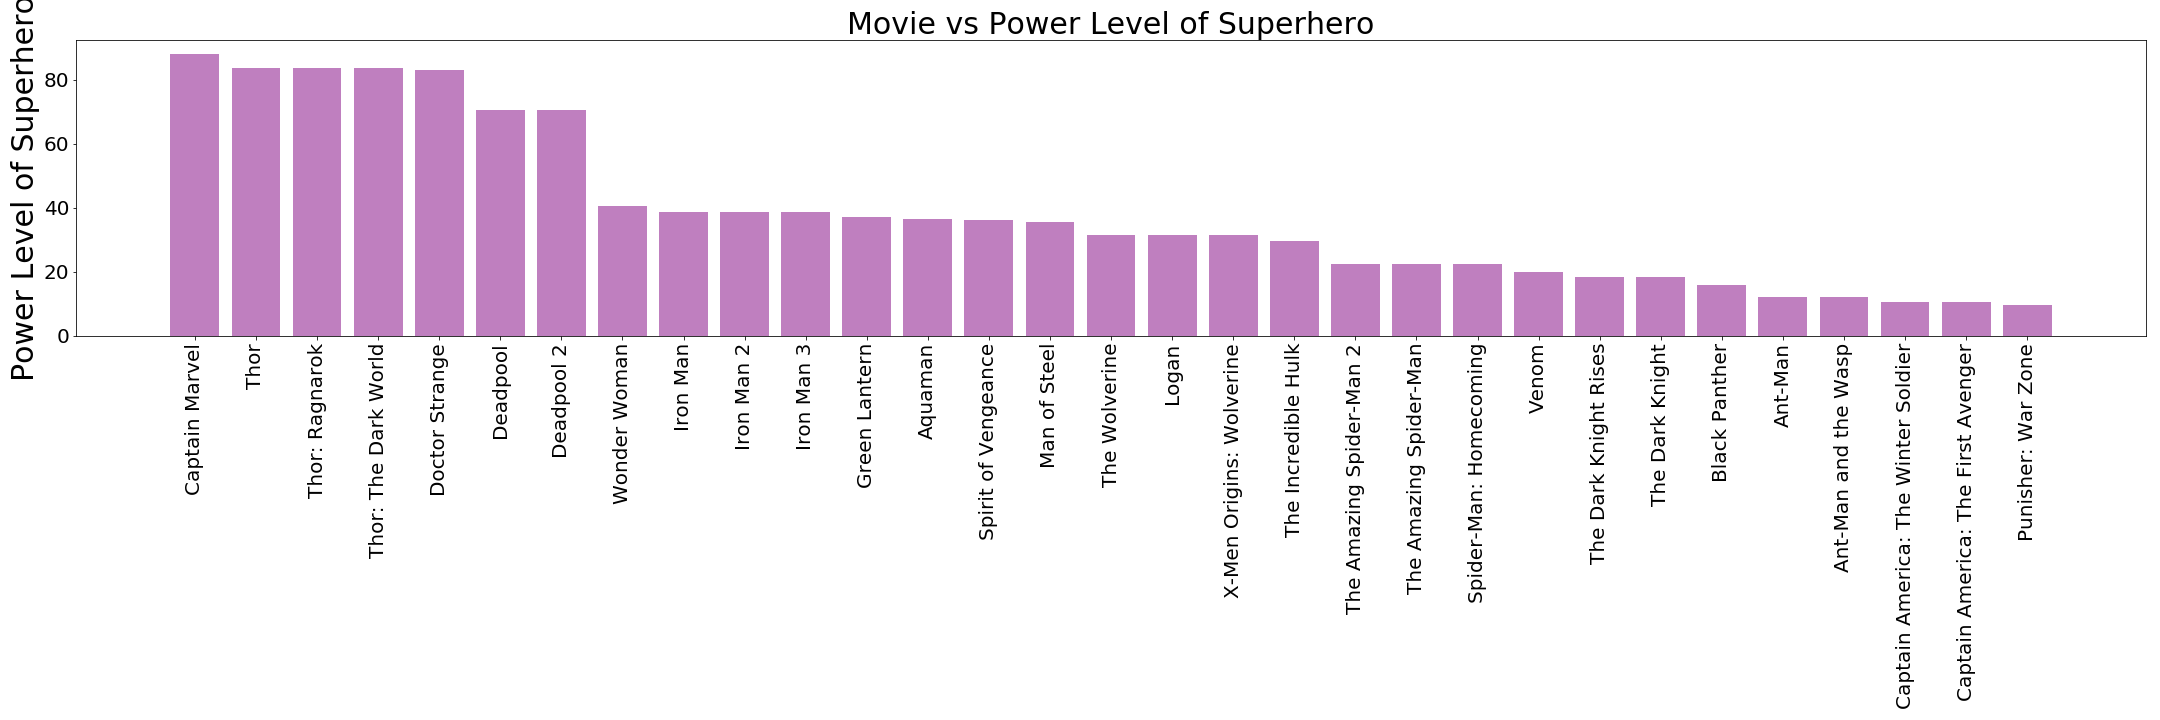 Movie vs Power Level of Superhero
Power Level of Superhero
80
60
40
20
0
Captain Marvel
Thor
Thor: Ragnarok
Thor: The Dark World
Doctor Strange
Deadpool
Deadpool 2
Wonder Woman
Iron Man
Iron Man 2
Iron Man 3
Green Lantern
Aquaman
Spirit of Vengeance
Man of Steel
The Wolverine
Logan
X-Men Origins: Wolverine
The Incredible Hulk
The Amazing Spider-Man 2
The Amazing Spider-Man
Spider-Man: Homecoming
Venom
The Dark Knight Rises
The Dark Knight
Black Panther
Ant-Man
Ant-Man and the Wasp
Captain America: The Winter Soldier
Captain America: The First Avenger
Punisher: War Zone